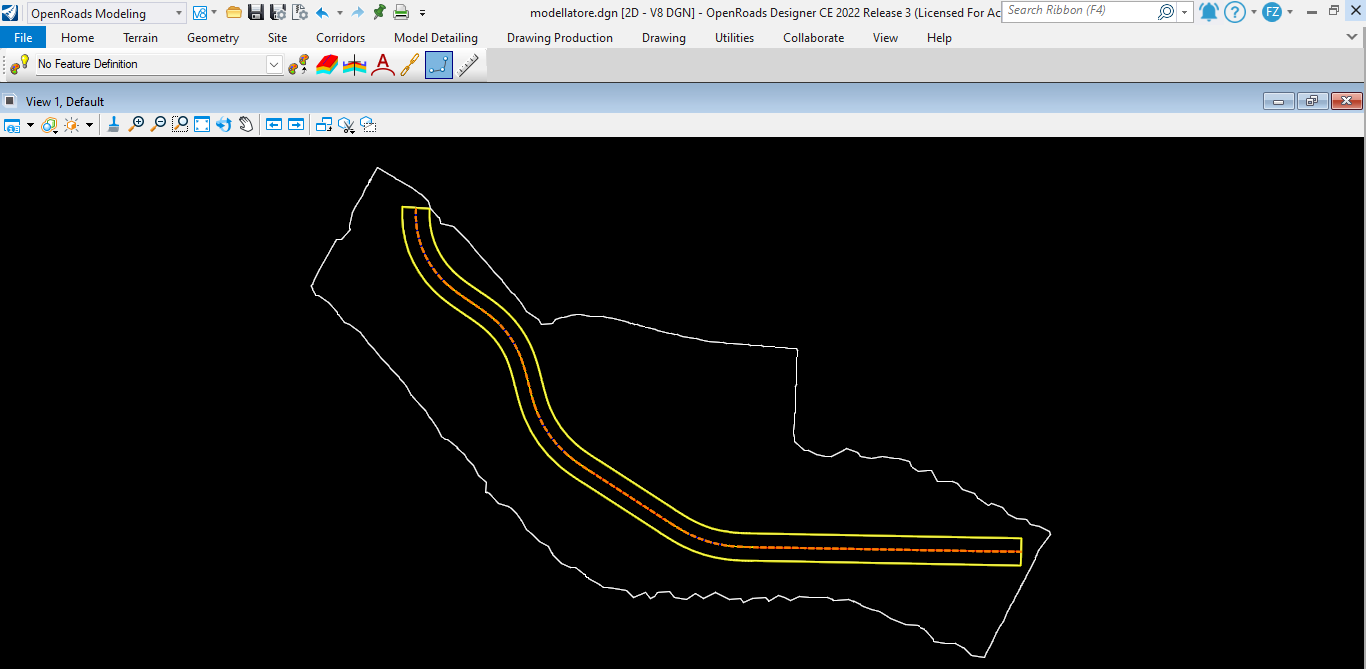 OpenRoads Modeling
V8
modellatore.dgn [2D - V8 DGN] - OpenRoads Designer CE 2022 Release 3 (Licensed For Ac
Search Ribbon (F4)
?
FZ
File Home Terrain Geometry Site Corridors Model Detailing Drawing Production Drawing Utilities Collaborate View Help
No Feature Definition
View 1, Default